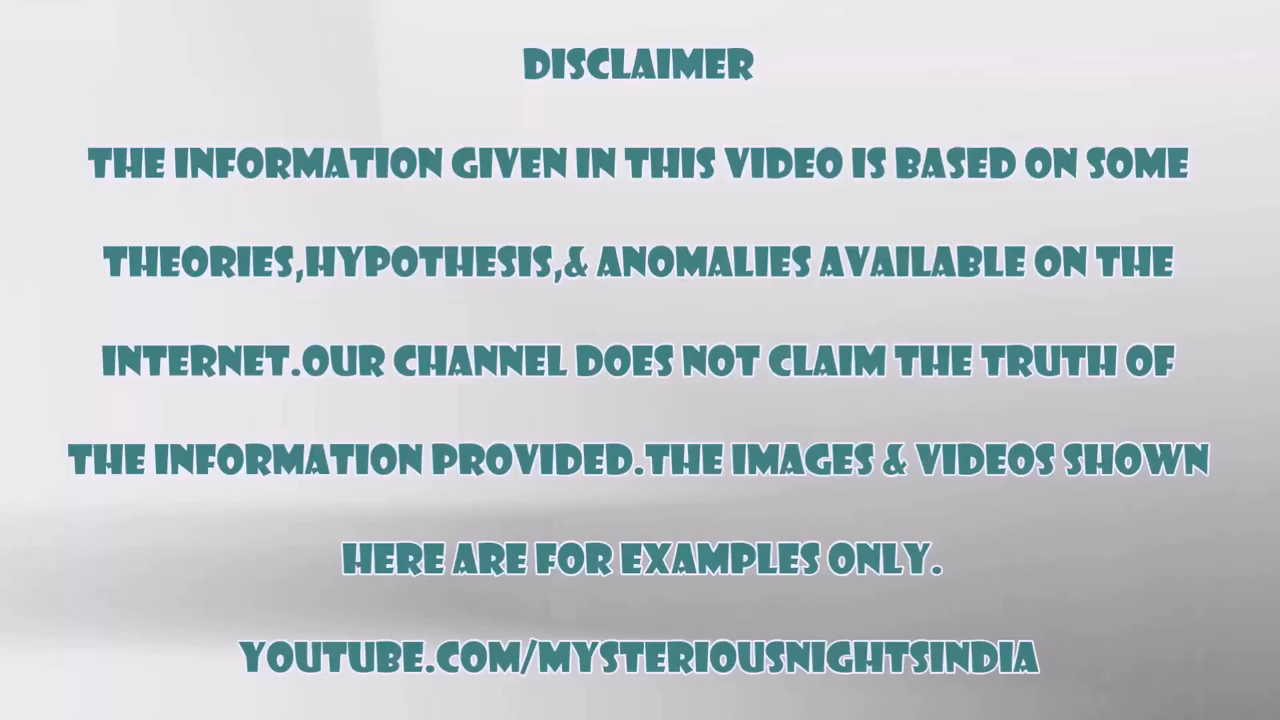 DISCLAIMER
THE INFORMATION GIVEN IN THIS VIDEO IS BASED ON SOME
THEORIES,HYPOTHESIS,& ANOMALIES AVAILABLE ON THE
INTERNET.OUR CHANNEL DOES NOT CLAIM THE TRUTH OF
THE INFORMATION PROVIDED.THE IMAGES & VIDEOS SHOWN
HERE ARE FOR EXAMPLES ONLY.
YOUTUBE.COM/MYSTERIOUSNIGHTSINDIA